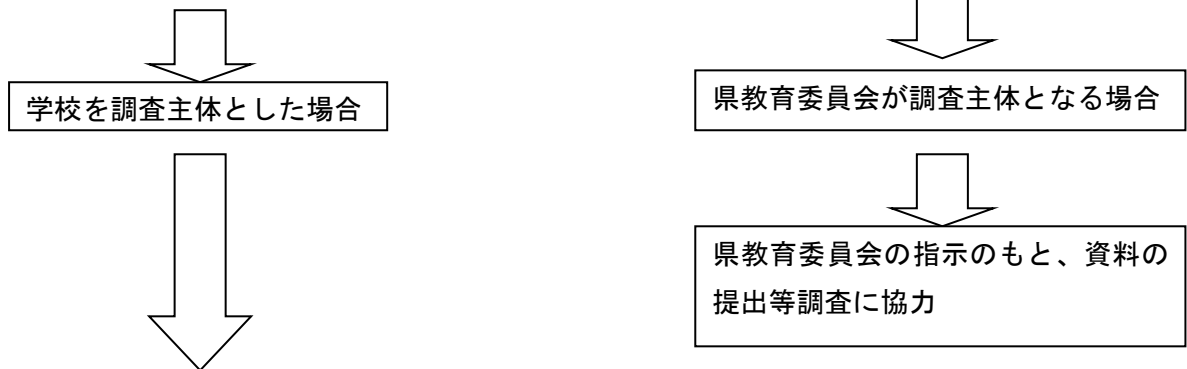 学校を調査主体とした場合
県教育委員会が調査主体となる場合
県教育委員会の指示のもと、資料の
提出等調査に協力